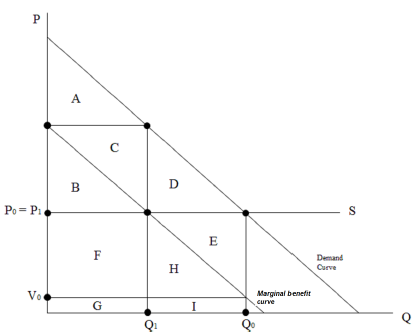 P
A
C
B
D
P₀ = P₁
S
E
F
Demand
Curve
H
V₀
Marginal benefit
curve
G
I
Q
Q₁
Q₀